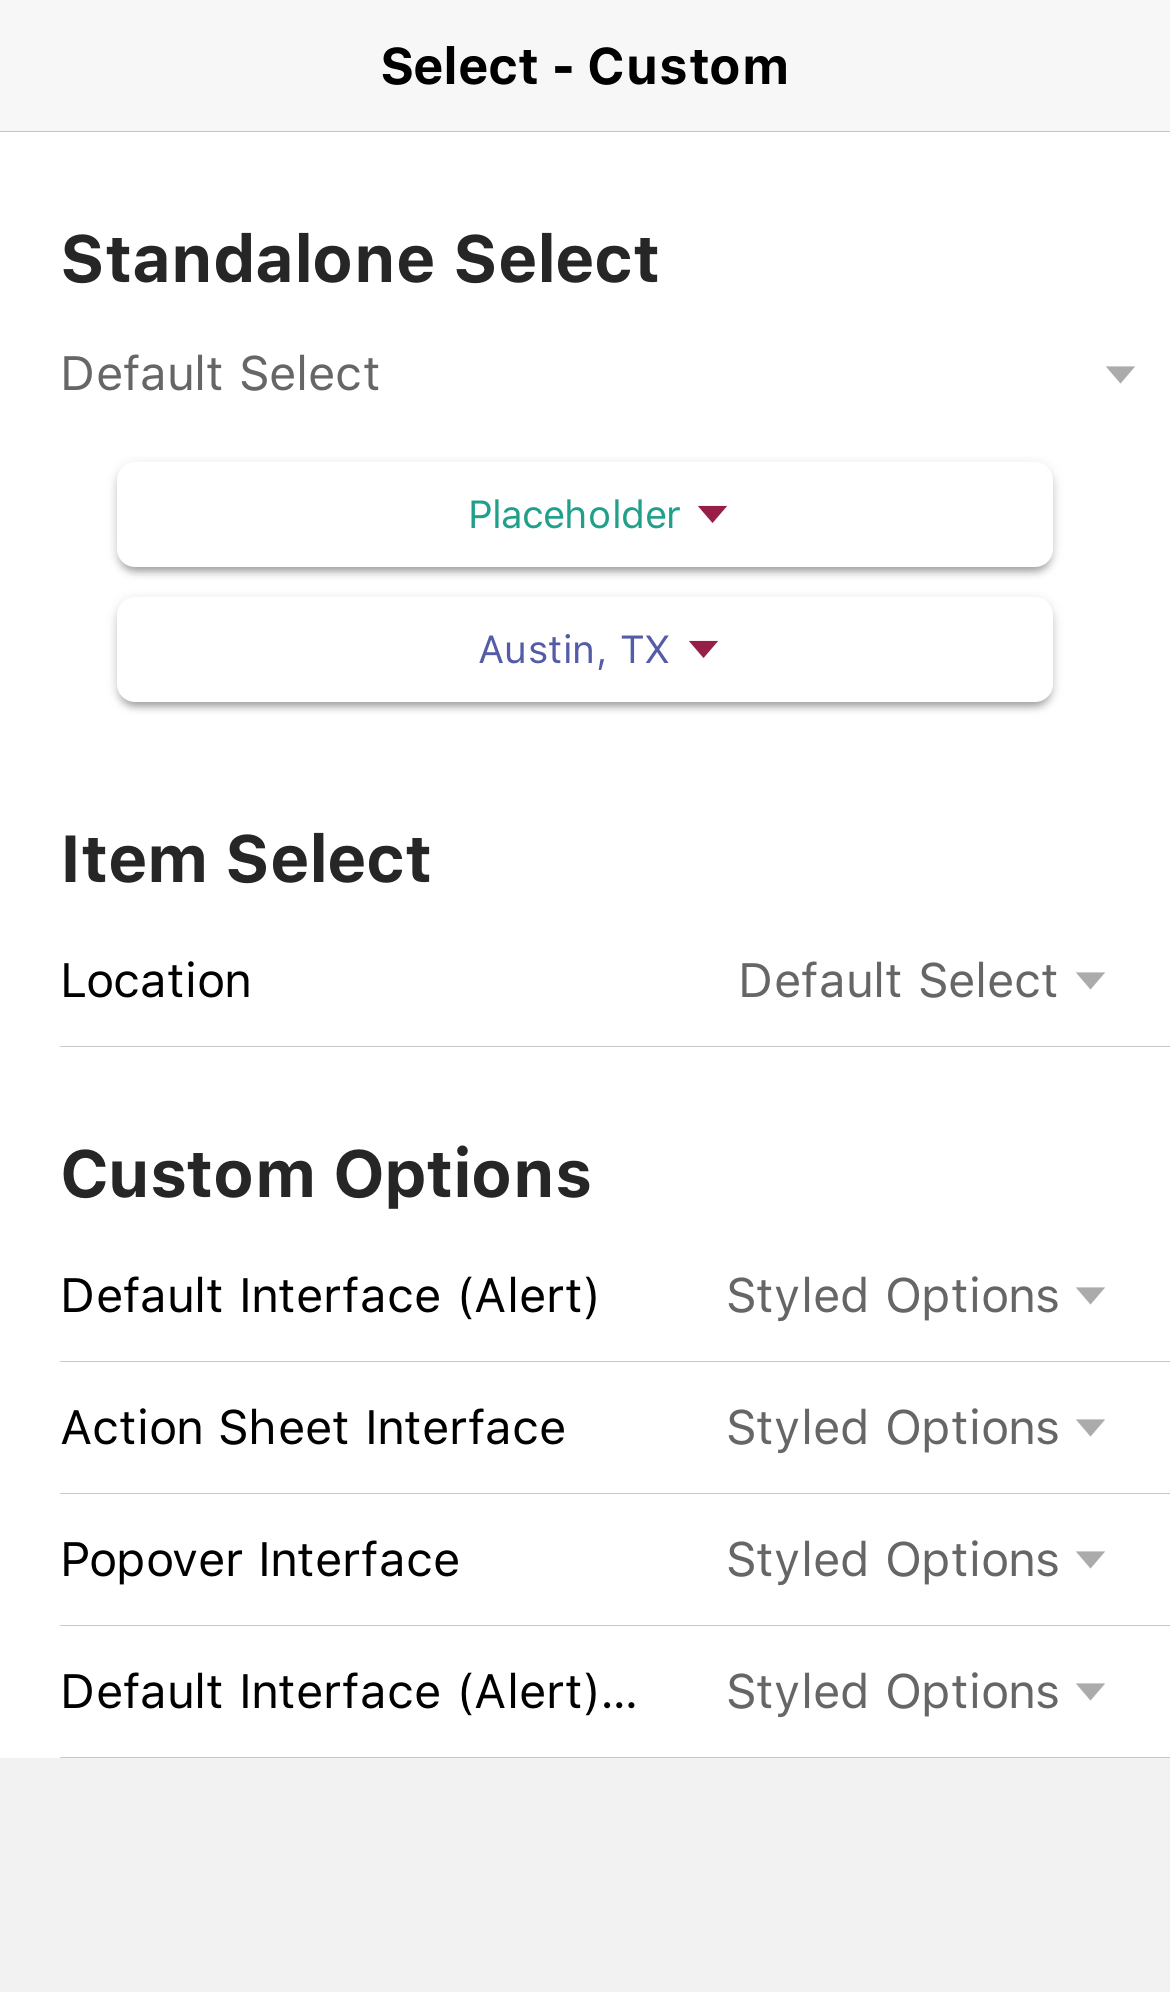 Select - Custom
Standalone Select
Default Select
Placeholder
Austin, TX
Item Select
Location Default Select
Custom Options
Default Interface (Alert) Styled Options
Action Sheet Interface Styled Options
Popover Interface Styled Options
Default Interface (Alert)... Styled Options